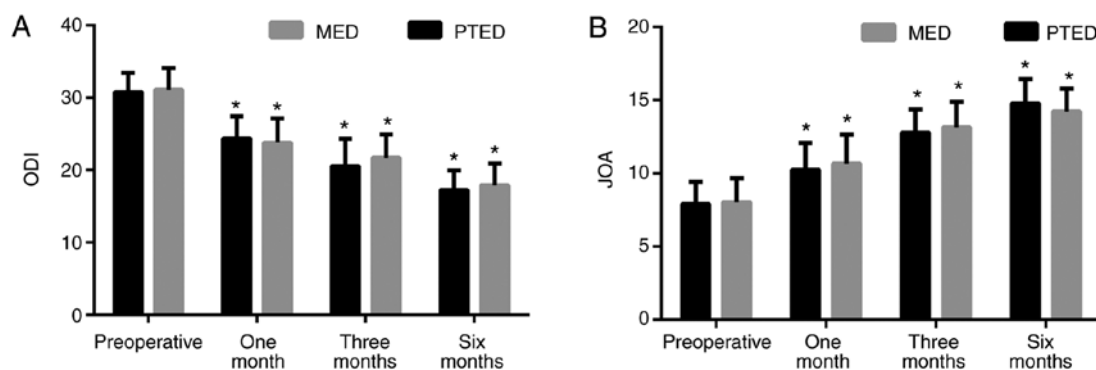 A
MED PTED
40
30
20
10
0
ODI
* * * * * *
Preoperative One month Three months Six months
B
MED PTED
20
15
10
5
0
JOA
* * * * * *
Preoperative One month Three months Six months